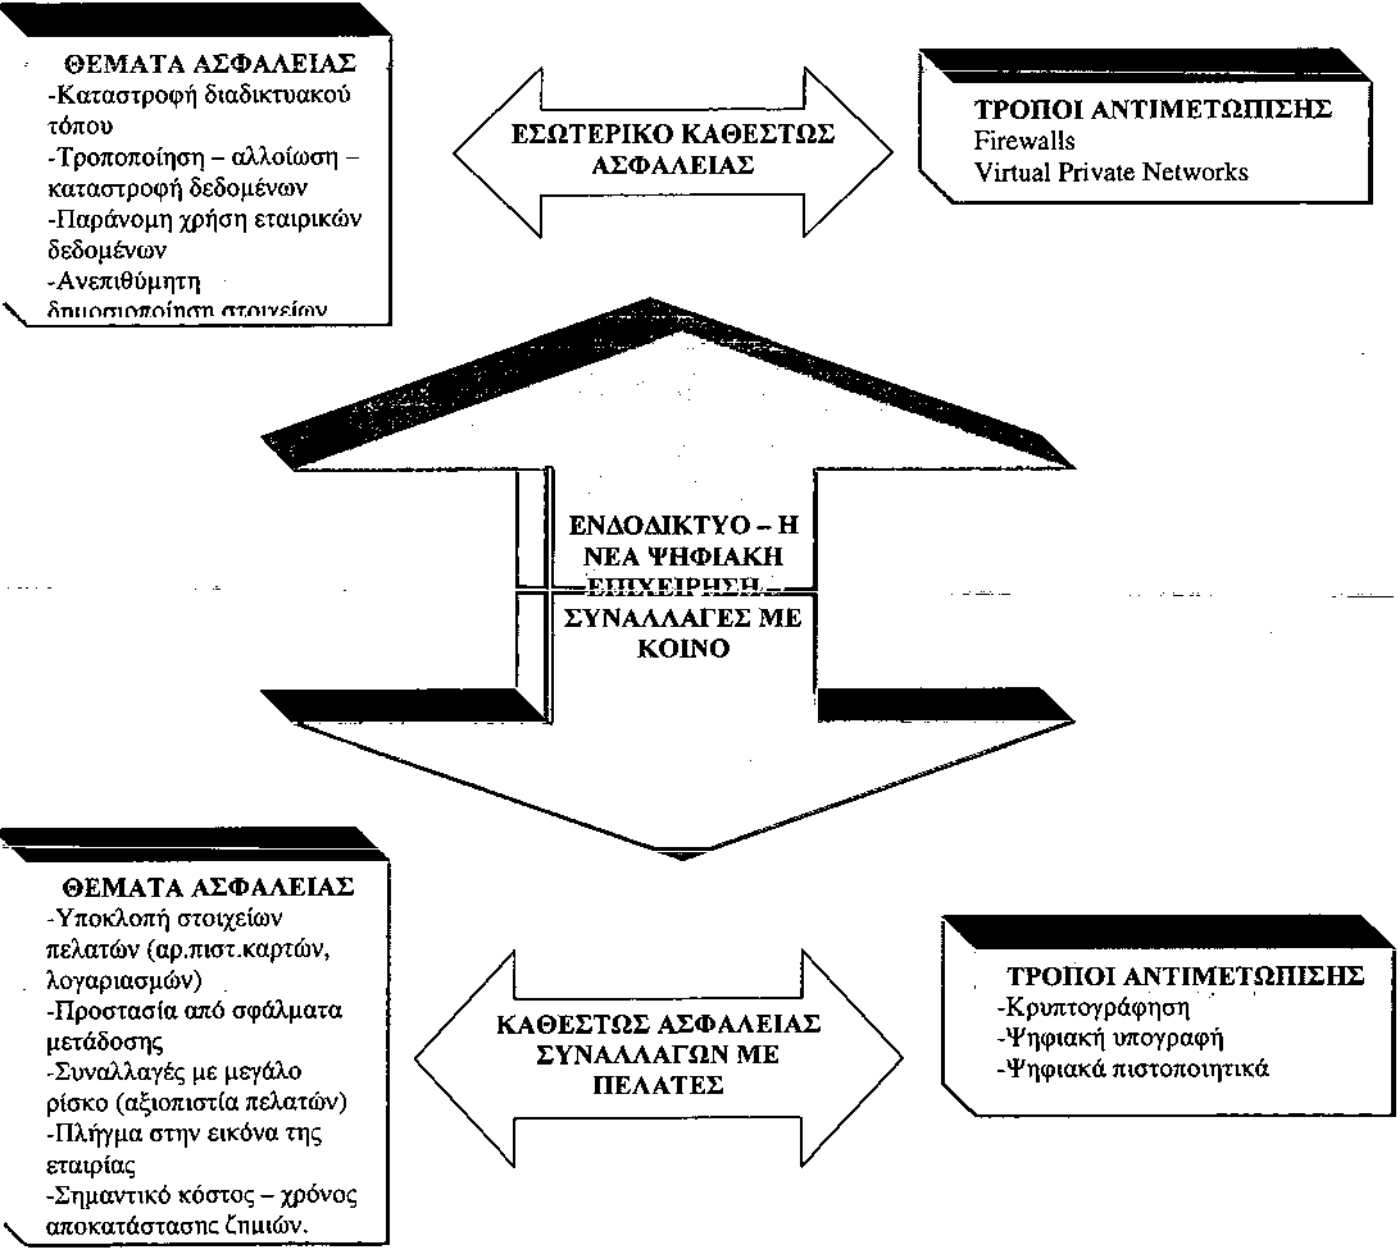 ΘΕΜΑΤΑ ΑΣΦΑΛΕΙΑΣ
-Καταστροφή διαδικτυακού
τόπου
-Τροποποίηση – αλλοίωση –
καταστροφή δεδομένων
-Παράνομη χρήση εταιρικών
δεδομένων
-Ανεπιθύμητη
δημοσιοποίηση στοιχείων
ΕΣΩΤΕΡΙΚΟ ΚΑΘΕΣΤΩΣ
ΑΣΦΑΛΕΙΑΣ
ΤΡΟΠΟΙ ΑΝΤΙΜΕΤΩΠΙΣΗΣ
Firewalls
Virtual Private Networks
ΕΝΔΟΔΙΚΤΥΟ – Η
ΝΕΑ ΨΗΦΙΑΚΗ
ΕΠΙΧΕΙΡΗΣΗ –
ΣΥΝΑΛΛΑΓΕΣ ΜΕ
ΚΟΙΝΟ
ΘΕΜΑΤΑ ΑΣΦΑΛΕΙΑΣ
-Υποκλοπή στοιχείων
πελατών (αρ.πιστ.καρτών,
λογαριασμών)
-Προστασία από σφάλματα
μετάδοσης
-Συναλλαγές με μεγάλο
ρίσκο (αξιοπιστία πελατών)
-Πλήγμα στην εικόνα της
εταιρίας
-Σημαντικό κόστος – χρόνος
αποκατάστασης ζημιών.
ΚΑΘΕΣΤΩΣ ΑΣΦΑΛΕΙΑΣ
ΣΥΝΑΛΛΑΓΩΝ ΜΕ
ΠΕΛΑΤΕΣ
ΤΡΟΠΟΙ ΑΝΤΙΜΕΤΩΠΙΣΗΣ
-Κρυπτογράφηση
-Ψηφιακή υπογραφή
-Ψηφιακά πιστοποιητικά